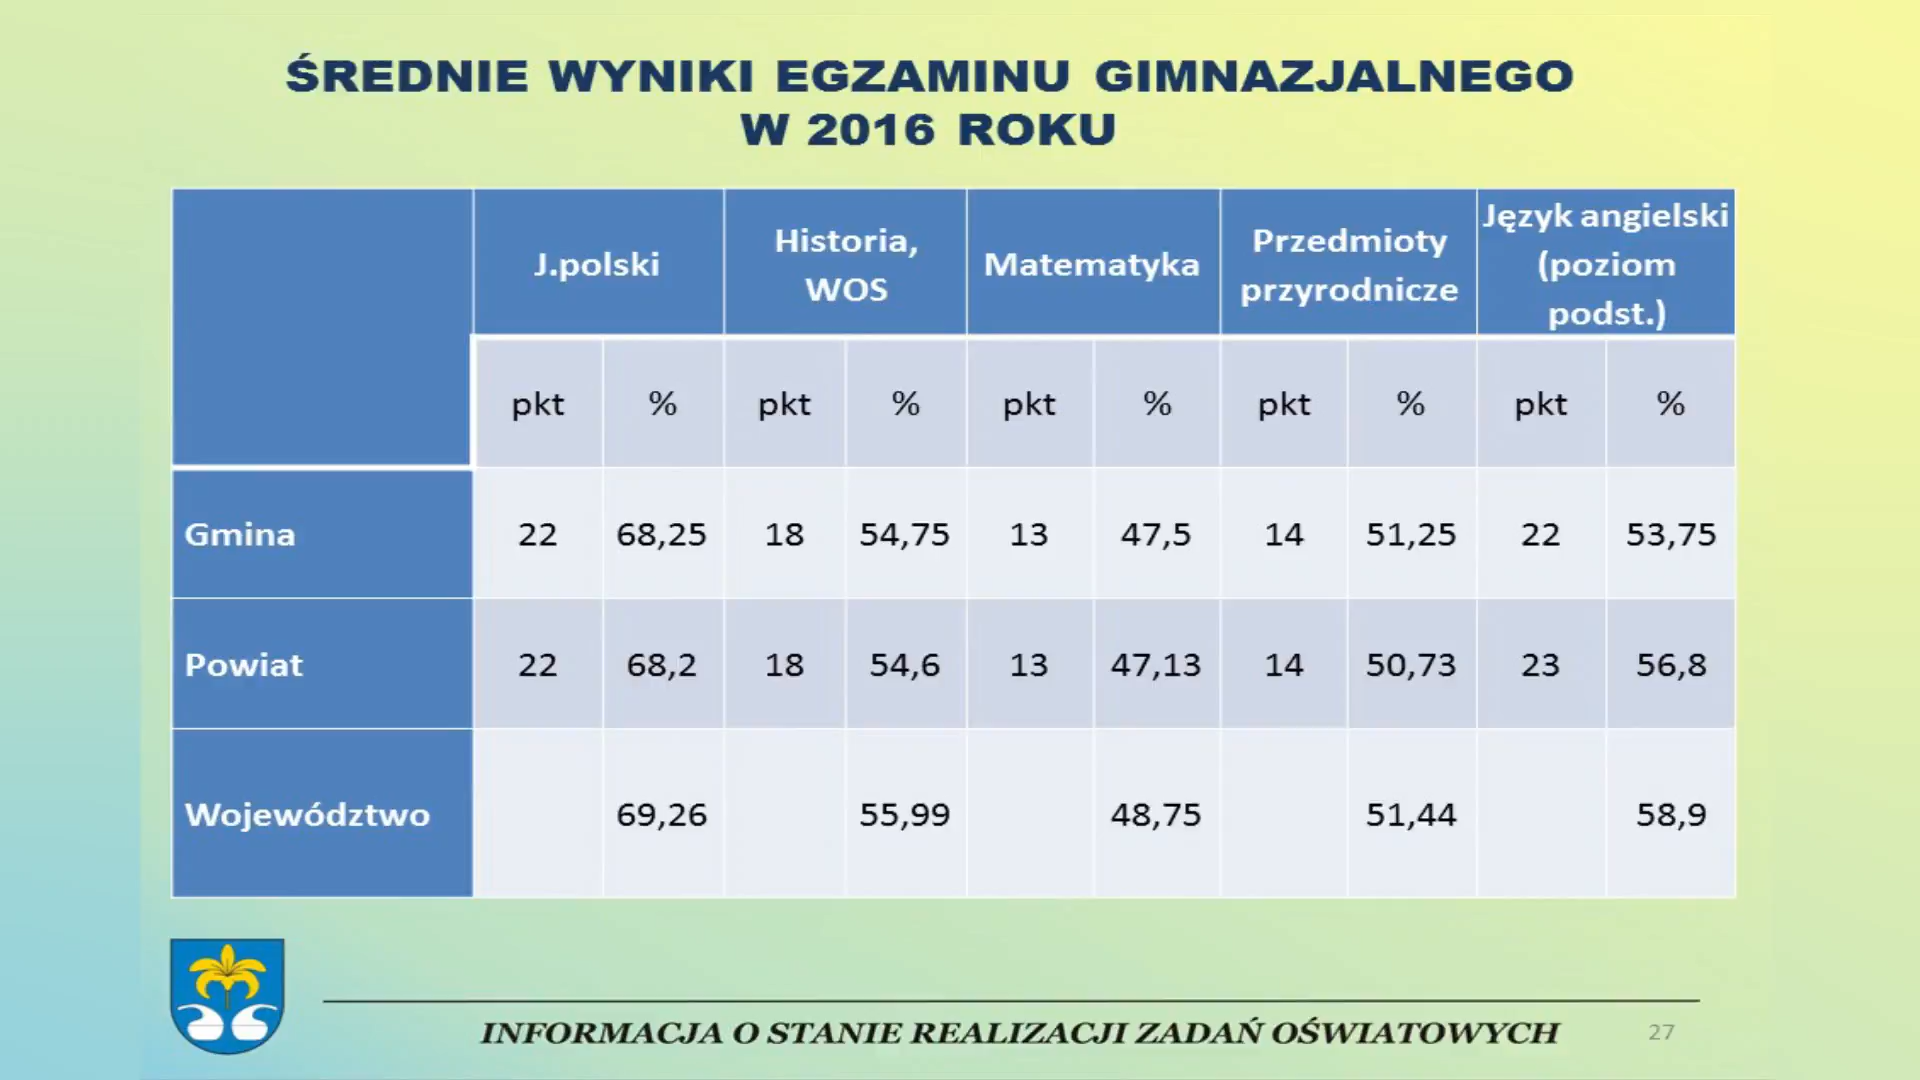 ŚREDNIE WYNIKI EGZAMINU GIMNAZJALNEGO
W 2016 ROKU
J.polski Historia, WOS Matematyka Przedmioty przyrodnicze Język angielski (poziom podst.)
pkt % pkt % pkt % pkt % pkt %
Gmina 22 68,25 18 54,75 13 47,5 14 51,25 22 53,75
Powiat 22 68,2 18 54,6 13 47,13 14 50,73 23 56,8
Województwo 69,26 55,99 48,75 51,44 58,9
INFORMACJA O STANIE REALIZACJI ZADAŃ OŚWIATOWYCH 27